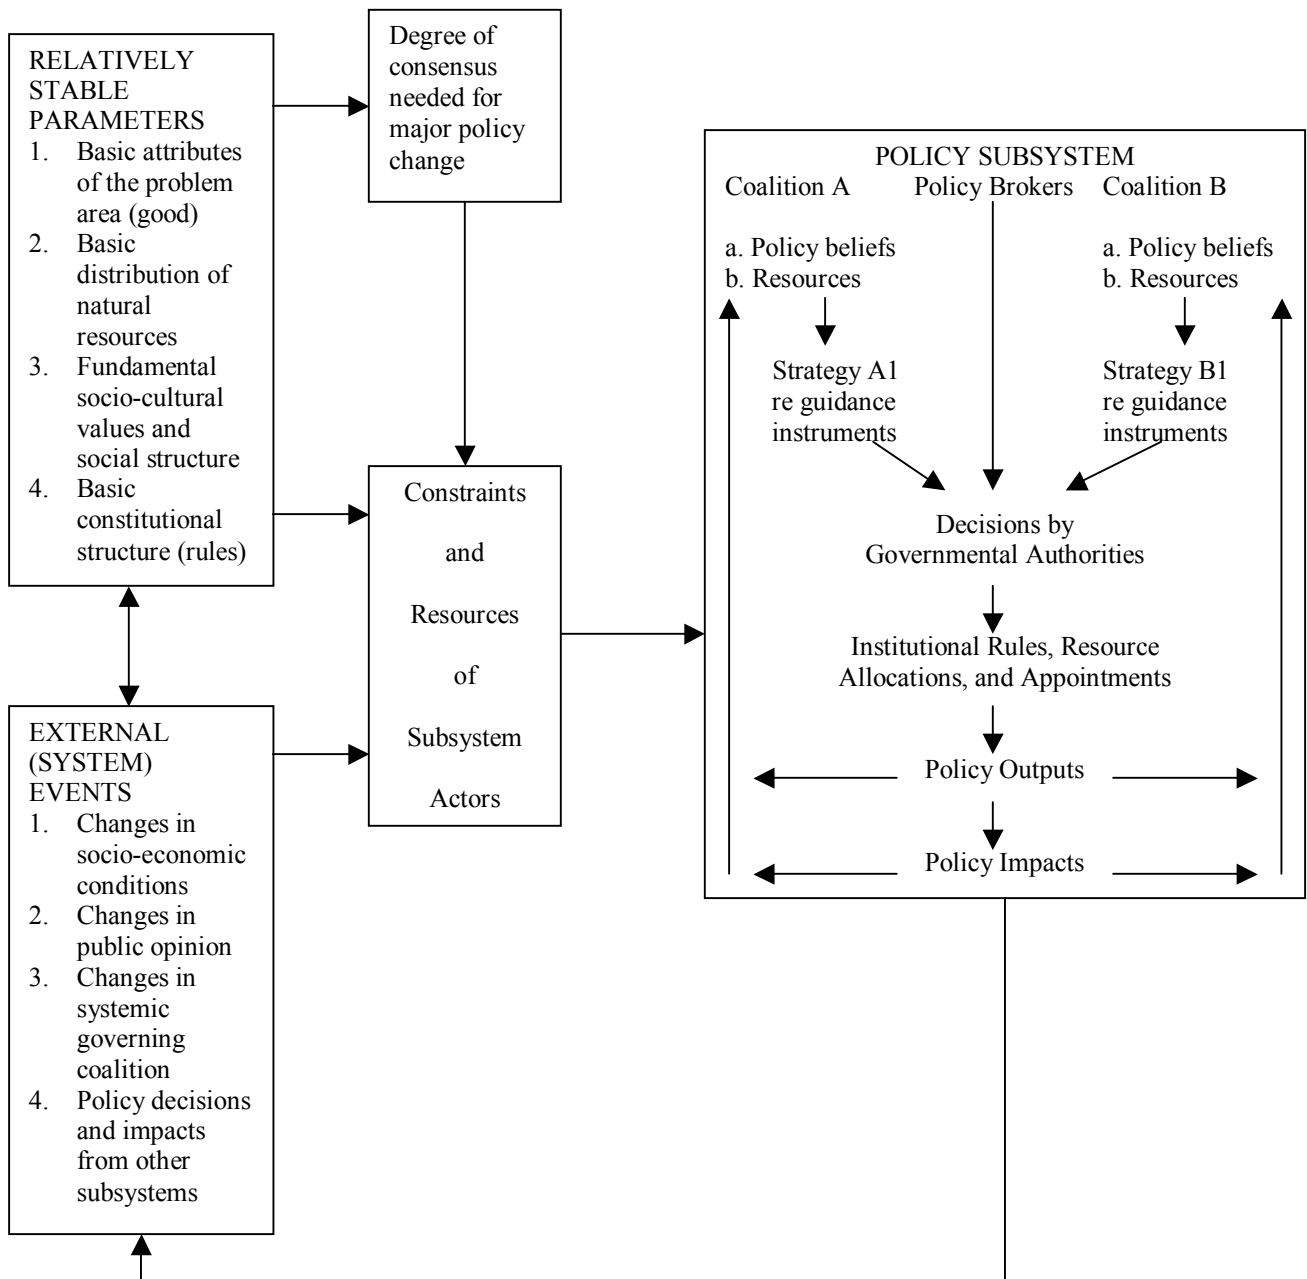 RELATIVELY
STABLE
PARAMETERS
1. Basic attributes
of the problem
area (good)
2. Basic
distribution of
natural
resources
3. Fundamental
socio-cultural
values and
social structure
4. Basic
constitutional
structure (rules)
Degree of
consensus
needed for
major policy
change
EXTERNAL
(SYSTEM)
EVENTS
1. Changes in
socio-economic
conditions
2. Changes in
public opinion
3. Changes in
systemic
governing
coalition
4. Policy decisions
and impacts
from other
subsystems
Constraints
and
Resources
of
Subsystem
Actors
POLICY SUBSYSTEM
Coalition A Policy Brokers Coalition B
a. Policy beliefs a. Policy beliefs
b. Resources b. Resources
Strategy A1 Strategy B1
re guidance re guidance
instruments instruments
Decisions by
Governmental Authorities
Institutional Rules, Resource
Allocations, and Appointments
Policy Outputs
Policy Impacts